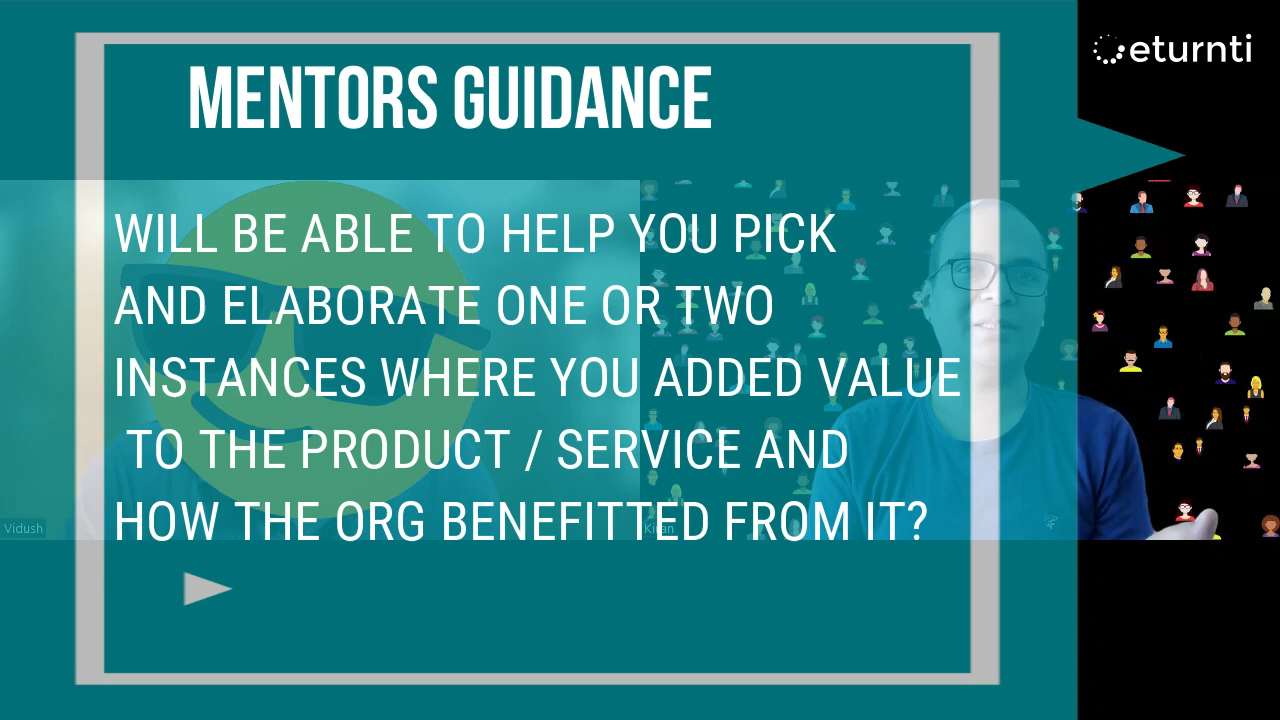 MENTORS GUIDANCE
eturnti
WILL BE ABLE TO HELP YOU PICK
AND ELABORATE ONE OR TWO
INSTANCES WHERE YOU ADDED VALUE
TO THE PRODUCT / SERVICE AND
HOW THE ORG BENEFITTED FROM IT?
Vidush
Kiran